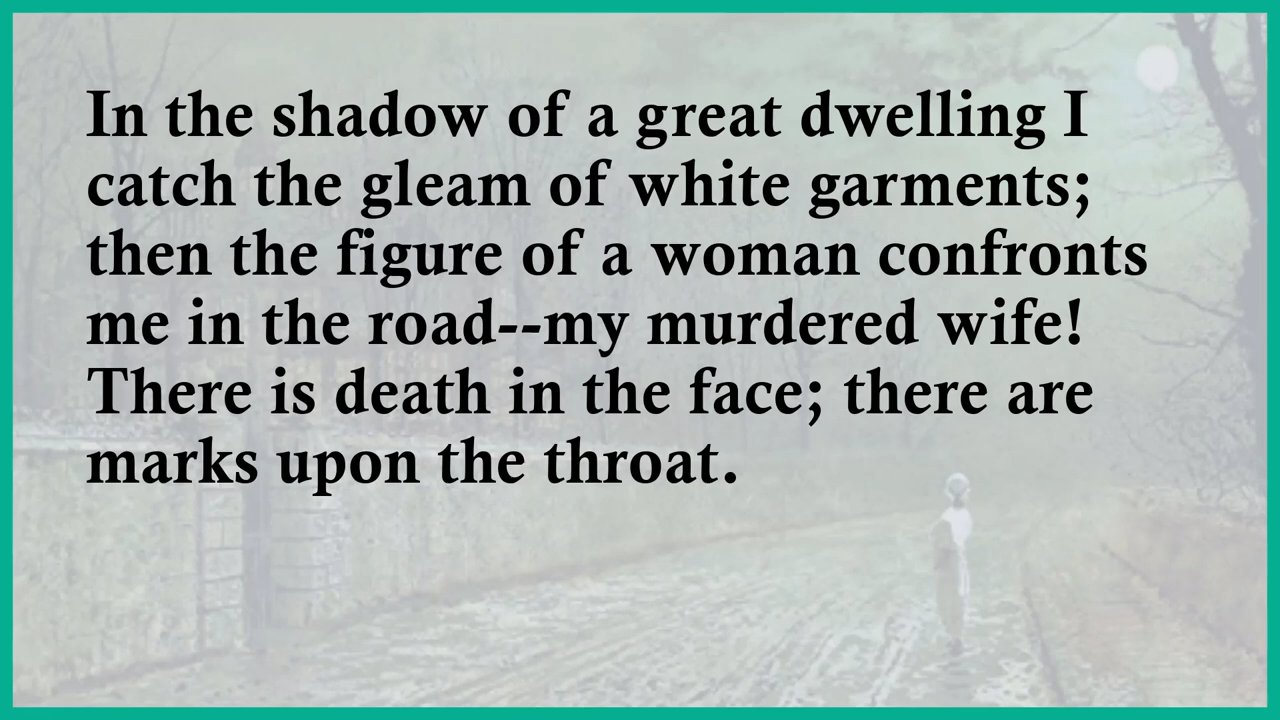 In the shadow of a great dwelling I
catch the gleam of white garments;
then the figure of a woman confronts
me in the road--my murdered wife!
There is death in the face; there are
marks upon the throat.